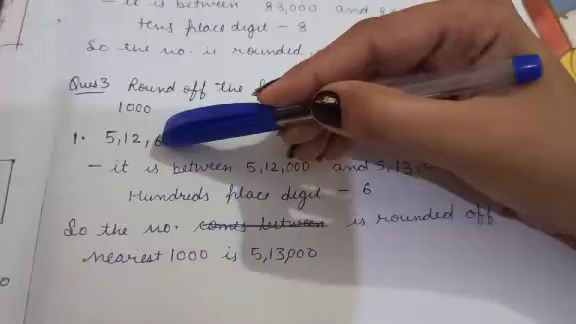 - it is between 83,000 and 8
tens place digit - 8
So the no. is rounded
Ques3 Round off the
1000
1. 5,12,6
- it is between 5,12,000 and 5,13,
Hundreds place digit - 6
So the no. comes between is rounded off
nearest 1000 is 5,13,000